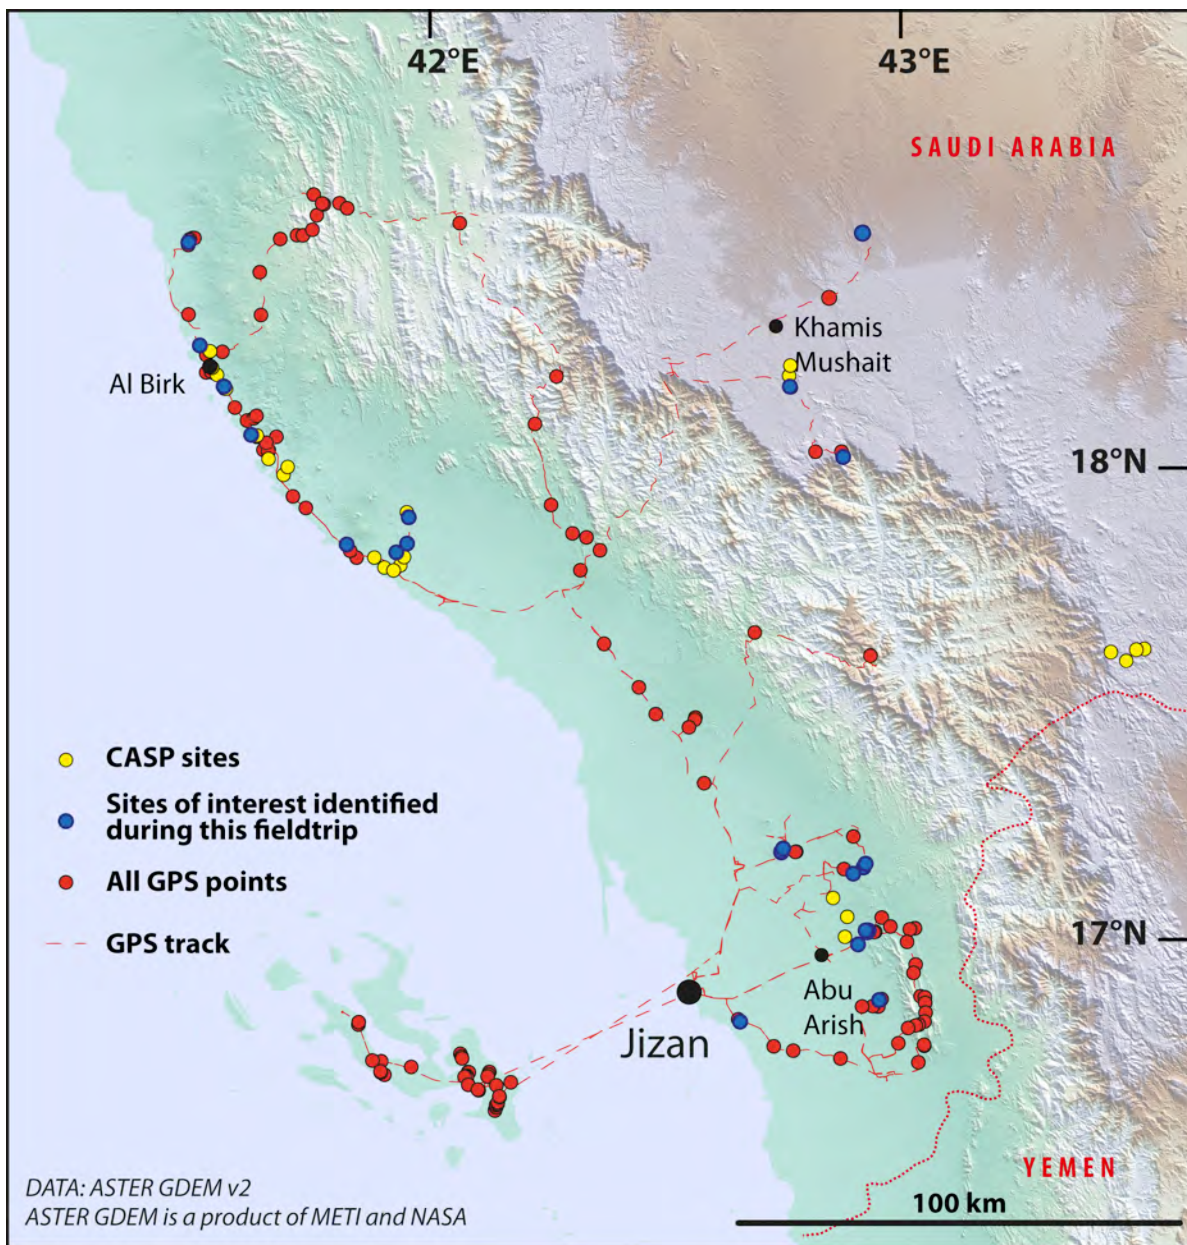 42°E
43°E
SAUDI ARABIA
Khamis
Mushait
Al Birk
18°N
CASP sites
Sites of interest identified
during this fieldtrip
All GPS points
GPS track
17°N
Abu
Arish
Jizan
YEMEN
DATA: ASTER GDEM v2
ASTER GDEM is a product of METI and NASA
100 km